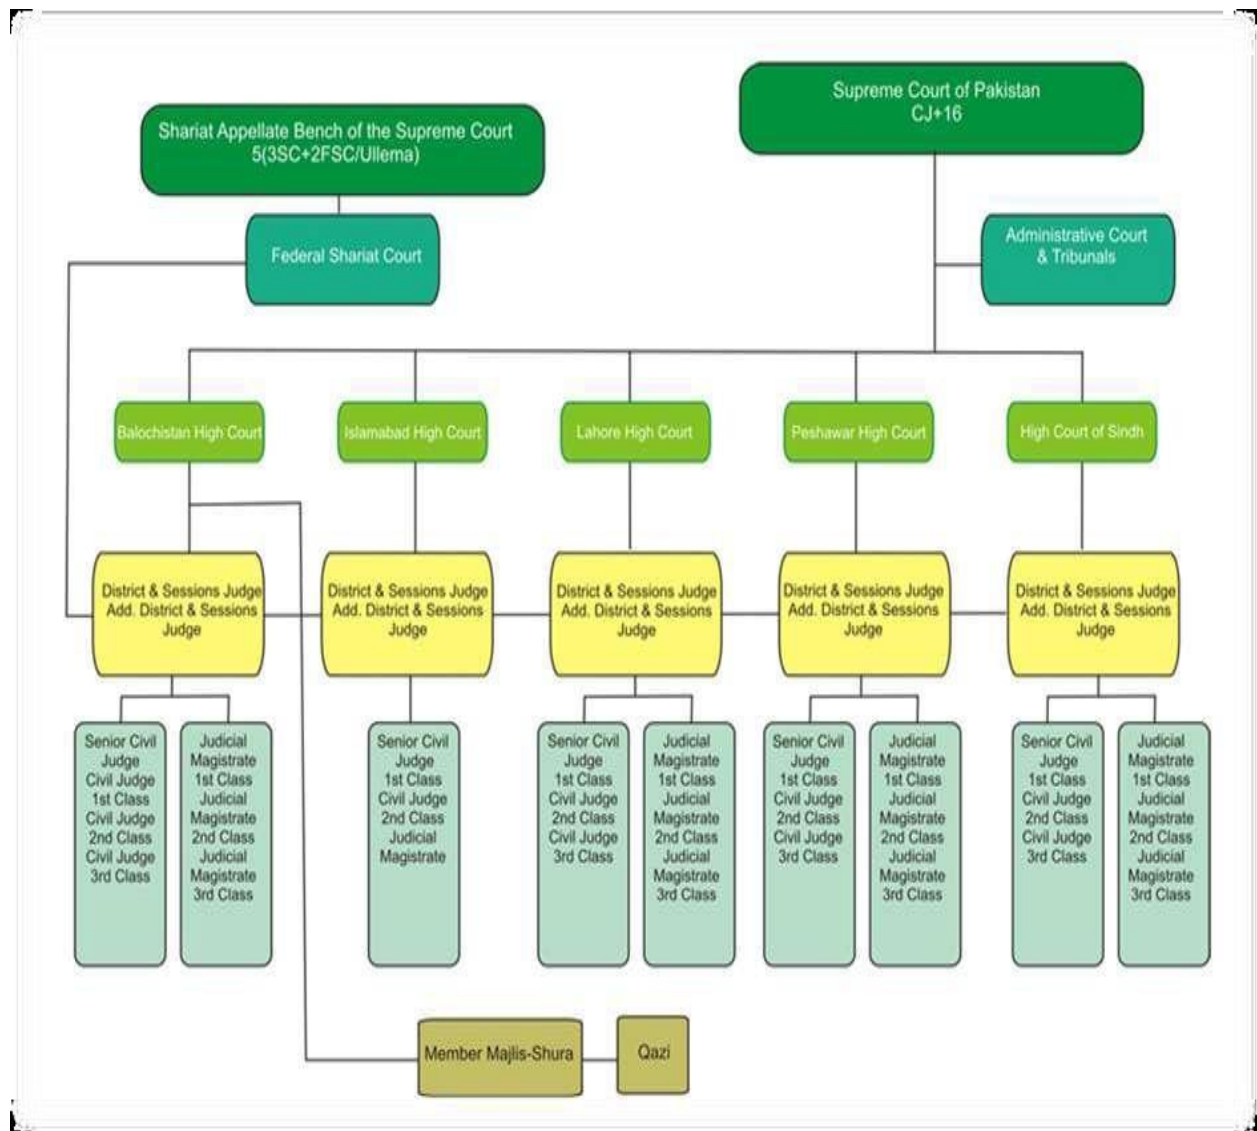 Shariat Appellate Bench of the Supreme Court
5(3SC+2FSC/Ullema)
Supreme Court of Pakistan
CJ+16
Federal Shariat Court
Administrative Court
& Tribunals
Balochistan High Court
Islamabad High Court
Lahore High Court
Peshawar High Court
High Court of Sindh
District & Sessions Judge
Add. District & Sessions
Judge
District & Sessions Judge
Add. District & Sessions
Judge
District & Sessions Judge
Add. District & Sessions
Judge
District & Sessions Judge
Add. District & Sessions
Judge
District & Sessions Judge
Add. District & Sessions
Judge
Senior Civil
Judge
Civil Judge
1st Class
Civil Judge
2nd Class
Civil Judge
3rd Class
Judicial
Magistrate
1st Class
Judicial
Magistrate
2nd Class
Judicial
Magistrate
3rd Class
Senior Civil
Judge
1st Class
Civil Judge
2nd Class
Judicial
Magistrate
Senior Civil
Judge
1st Class
Civil Judge
2nd Class
Civil Judge
3rd Class
Judicial
Magistrate
1st Class
Judicial
Magistrate
2nd Class
Judicial
Magistrate
3rd Class
Senior Civil
Judge
1st Class
Civil Judge
2nd Class
Civil Judge
3rd Class
Judicial
Magistrate
1st Class
Judicial
Magistrate
2nd Class
Judicial
Magistrate
3rd Class
Senior Civil
Judge
1st Class
Civil Judge
2nd Class
Civil Judge
3rd Class
Judicial
Magistrate
1st Class
Judicial
Magistrate
2nd Class
Judicial
Magistrate
3rd Class
Member Majlis-Shura
Qazi